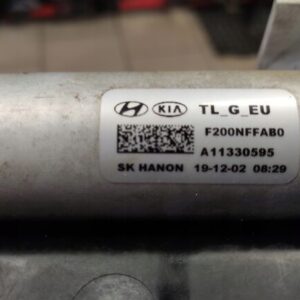 KIA TL_G_EU
F200NFFAB0
A11330595
SK HANON 19-12-02 08:29